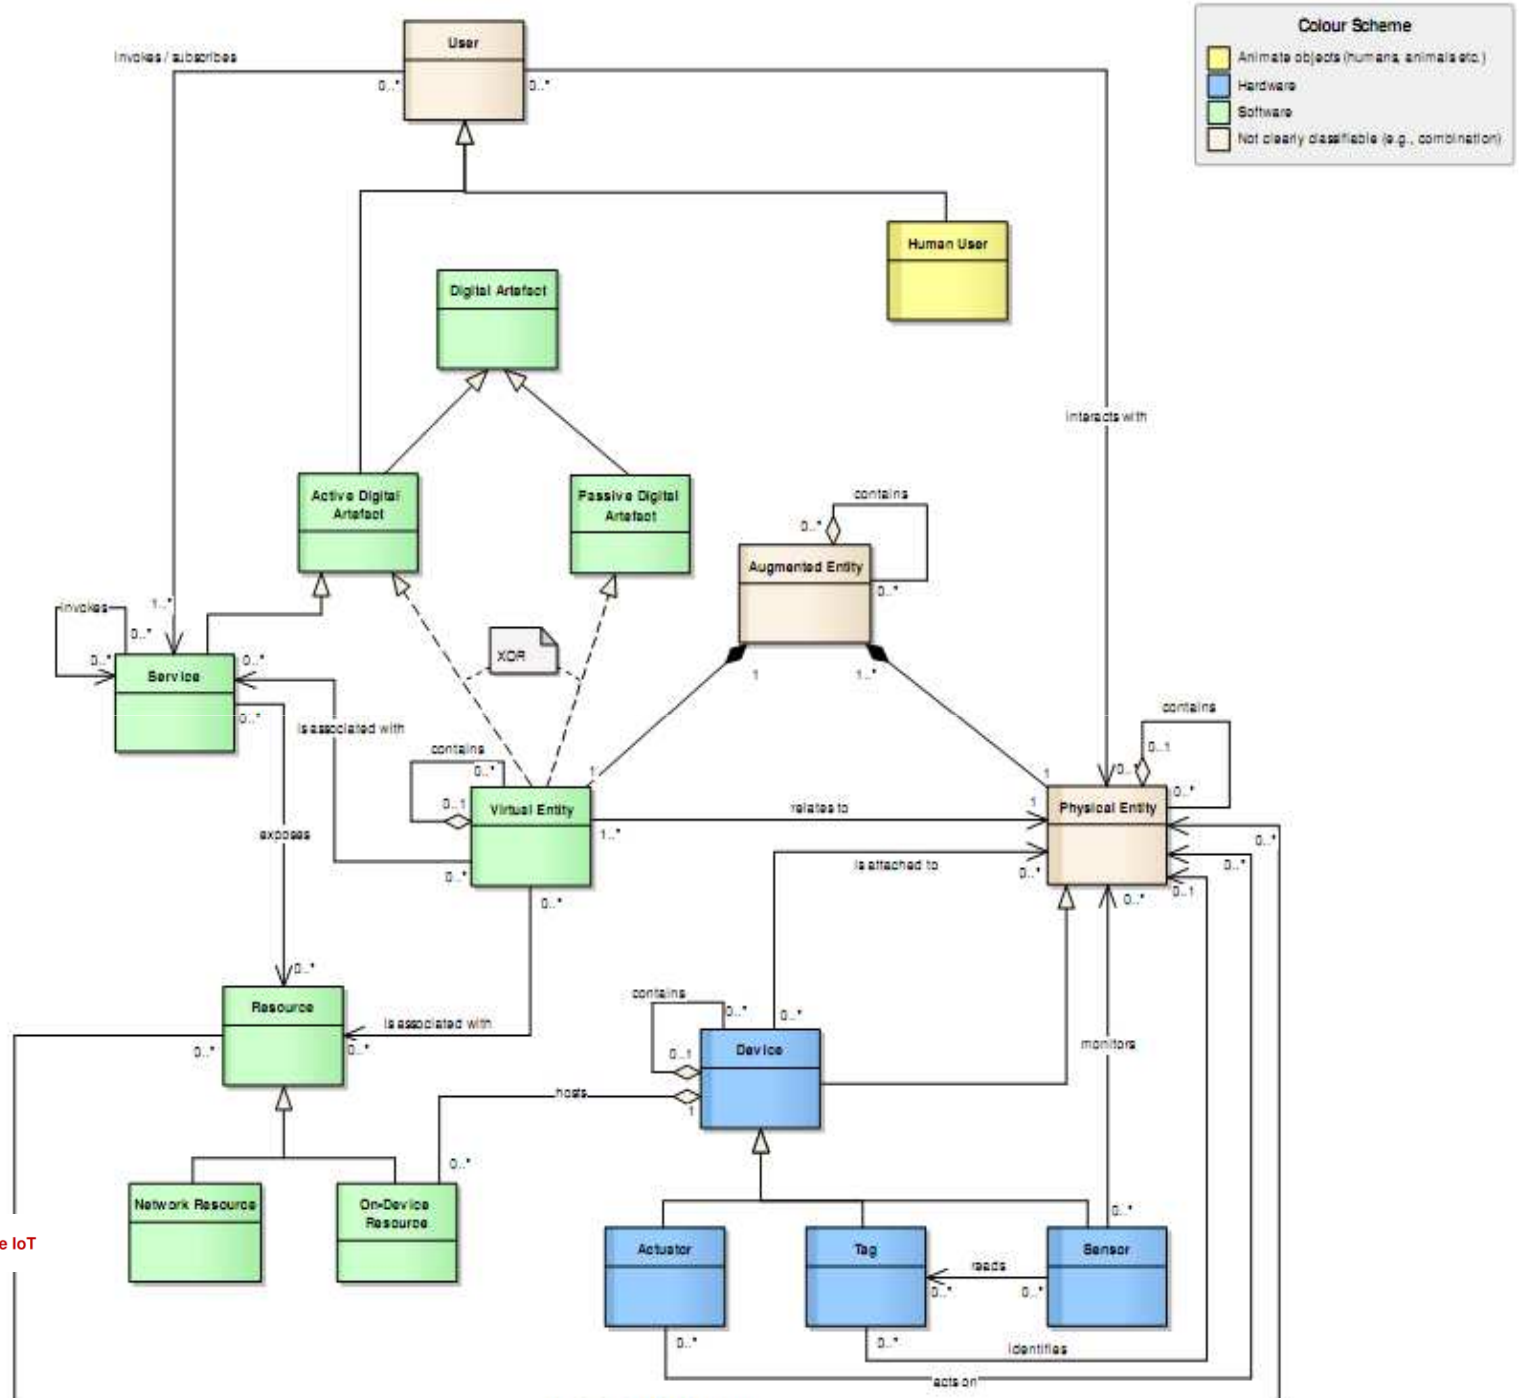 Colour Scheme
Animate objects (humans, animals etc.)
Hardware
Software
Not clearly classifiable (e.g., combination)
User
invokes / subscribes
0..*
0..*
Human User
Digital Artefact
interacts with
Active Digital
Artefact
Passive Digital
Artefact
contains
0..*
Augmented Entity
0..*
invokes
1..*
0..*
0..*
0..*
XOR
Service
1
1..*
0..*
is associated with
contains
contains
0..1
0..*
0..*
1
1
0..*
0..1
Virtual Entity
relates to
1
Physical Entity
exposes
1..*
0..*
is attached to
0..*
0..*
0..*
0..*
0..*
0..1
0..*
0..*
contains
Resource
0..*
0..*
is associated with
0..*
0..*
Device
monitors
0..1
hosts
1
0..*
Network Resource
On-Device
Resource
0..*
e IoT
Actuator
Tag
Sensor
reads
0..*
0..*
0..*
0..*
identifies
acts on